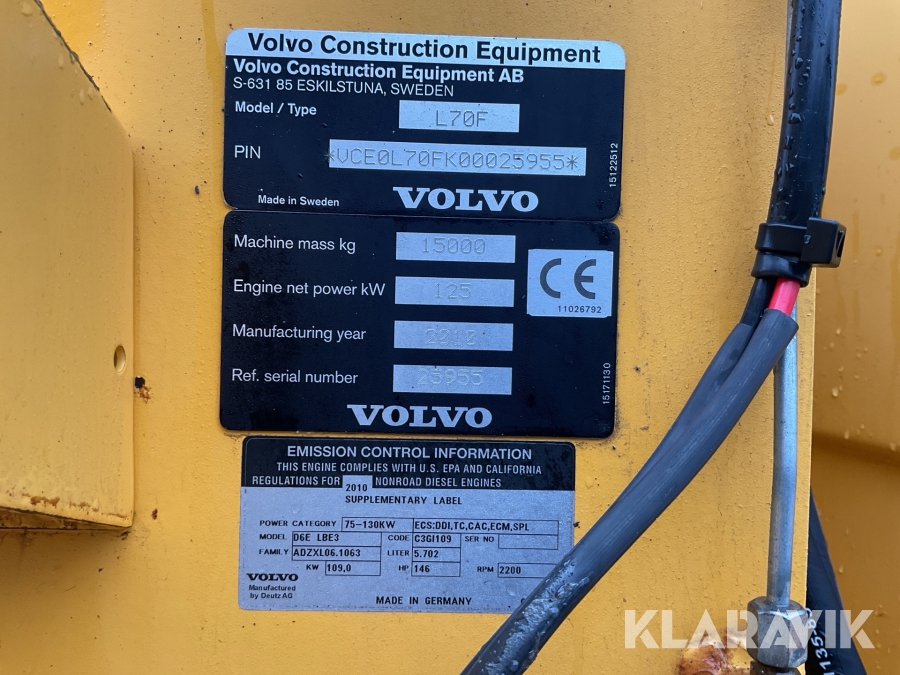 Volvo Construction Equipment
Volvo Construction Equipment AB
S-631 85 ESKILSTUNA, SWEDEN
Model / Type L70F
PIN *VCE0L70FK00025955*
15122512
Made in Sweden VOLVO
Machine mass kg 15000
Engine net power kW 125
CE
11026792
Manufacturing year 2010
Ref. serial number 25955
15171130
VOLVO
EMISSION CONTROL INFORMATION
THIS ENGINE COMPLIES WITH U.S. EPA AND CALIFORNIA
REGULATIONS FOR 2010 NONROAD DIESEL ENGINES
SUPPLEMENTARY LABEL
POWER CATEGORY 75-130KW ECS:DDI,TC,CAC,ECM,SPL
MODEL D6E LBE3 CODE C3GI109 SER NO
FAMILY ADZXL06.1063 LITER 5.702
KW 109,0 HP 146 RPM 2200
VOLVO
Manufactured
by Deutz AG
MADE IN GERMANY
KLARAVIK